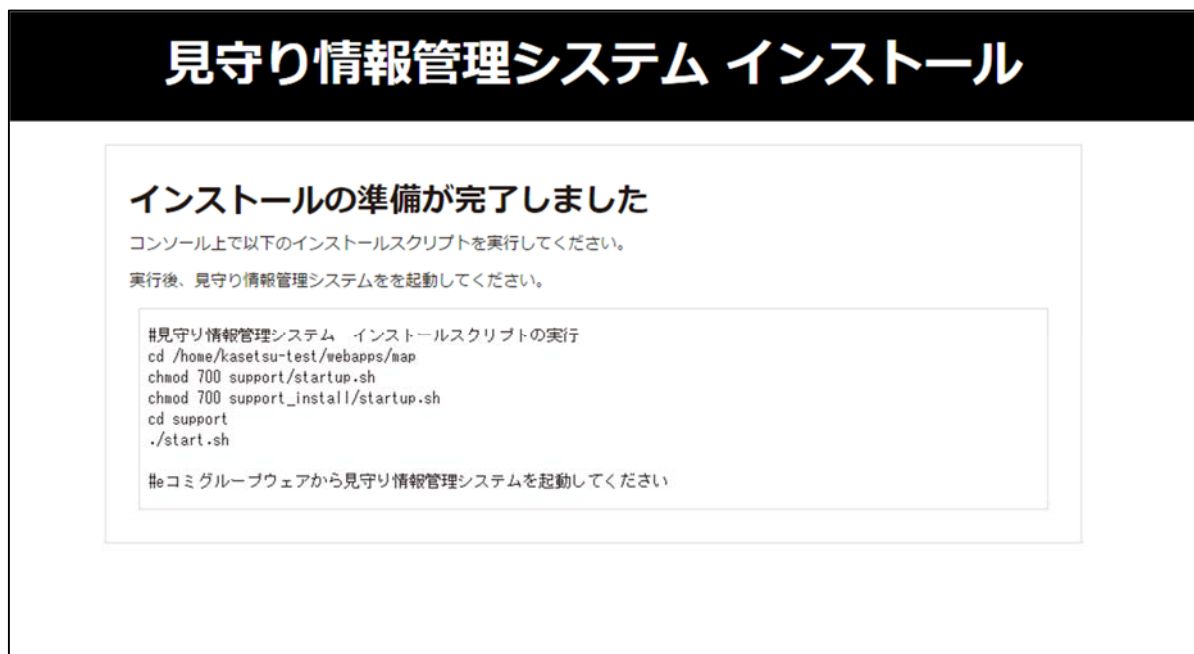 見守り情報管理システム インストール
インストールの準備が完了しました
コンソール上で以下のインストールスクリプトを実行してください。
実行後、見守り情報管理システムをを起動してください。
#見守り情報管理システム　インストールスクリプトの実行
cd /home/kasetsu-test/webapps/map
chmod 700 support/startup.sh
chmod 700 support_install/startup.sh
cd support
./start.sh
#eコミグループウェアから見守り情報管理システムを起動してください